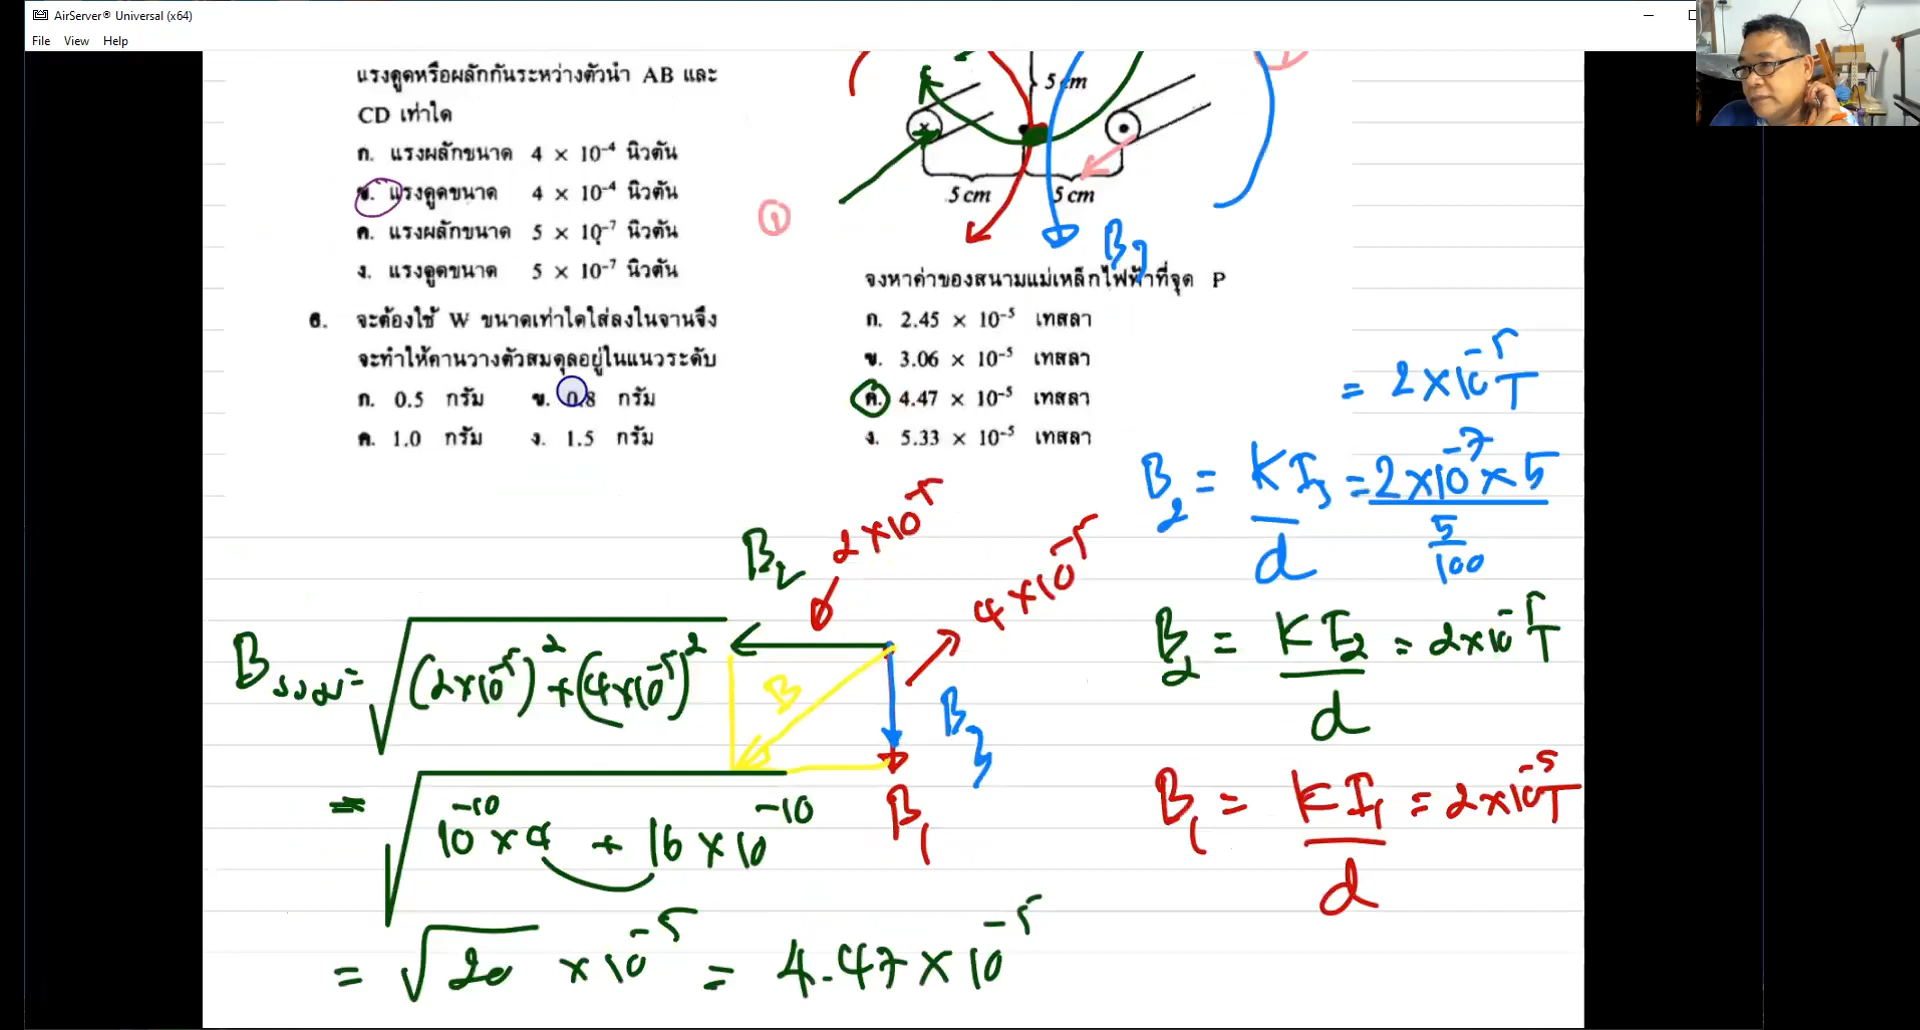 AirServer® Universal (x64)
File View Help
แรงดูดหรือผลักกันระหว่างตัวนำ AB และ
CD เท่าใด
ก. แรงผลักขนาด 4 × 10⁻⁴ นิวตัน
ข. แรงดูดขนาด 4 × 10⁻⁴ นิวตัน
ค. แรงผลักขนาด 5 × 10⁻⁷ นิวตัน
ง. แรงดูดขนาด 5 × 10⁻⁷ นิวตัน
6. จะต้องใช้ W ขนาดเท่าใดใส่ลงในจานจึง
จะทำให้คานวางตัวสมดุลอยู่ในแนวระดับ
ก. 0.5 กรัม ข. 0.8 กรัม
ค. 1.0 กรัม ง. 1.5 กรัม
5 cm
5 cm 5 cm
①
B₃
จงหาค่าของสนามแม่เหล็กไฟฟ้าที่จุด P
ก. 2.45 × 10⁻⁵ เทสลา
ข. 3.06 × 10⁻⁵ เทสลา
ค. 4.47 × 10⁻⁵ เทสลา
ง. 5.33 × 10⁻⁵ เทสลา
= 2 × 10⁻⁵ T
B₂ = K I₃ / d = 2 × 10⁻⁷ × 5 / 5/100
B₂ = K I₂ / d = 2 × 10⁻⁵ T
B₁ = K I₁ / d = 2 × 10⁻⁵ T
B₂ 2 × 10⁻⁵
4 × 10⁻⁵
B
B₃
B₁
Bรวม = √(2×10⁻⁵)² + (4×10⁻⁵)²
= √10⁻¹⁰ × 4 + 16 × 10⁻¹⁰
= √20 × 10⁻⁵ = 4.47 × 10⁻⁵